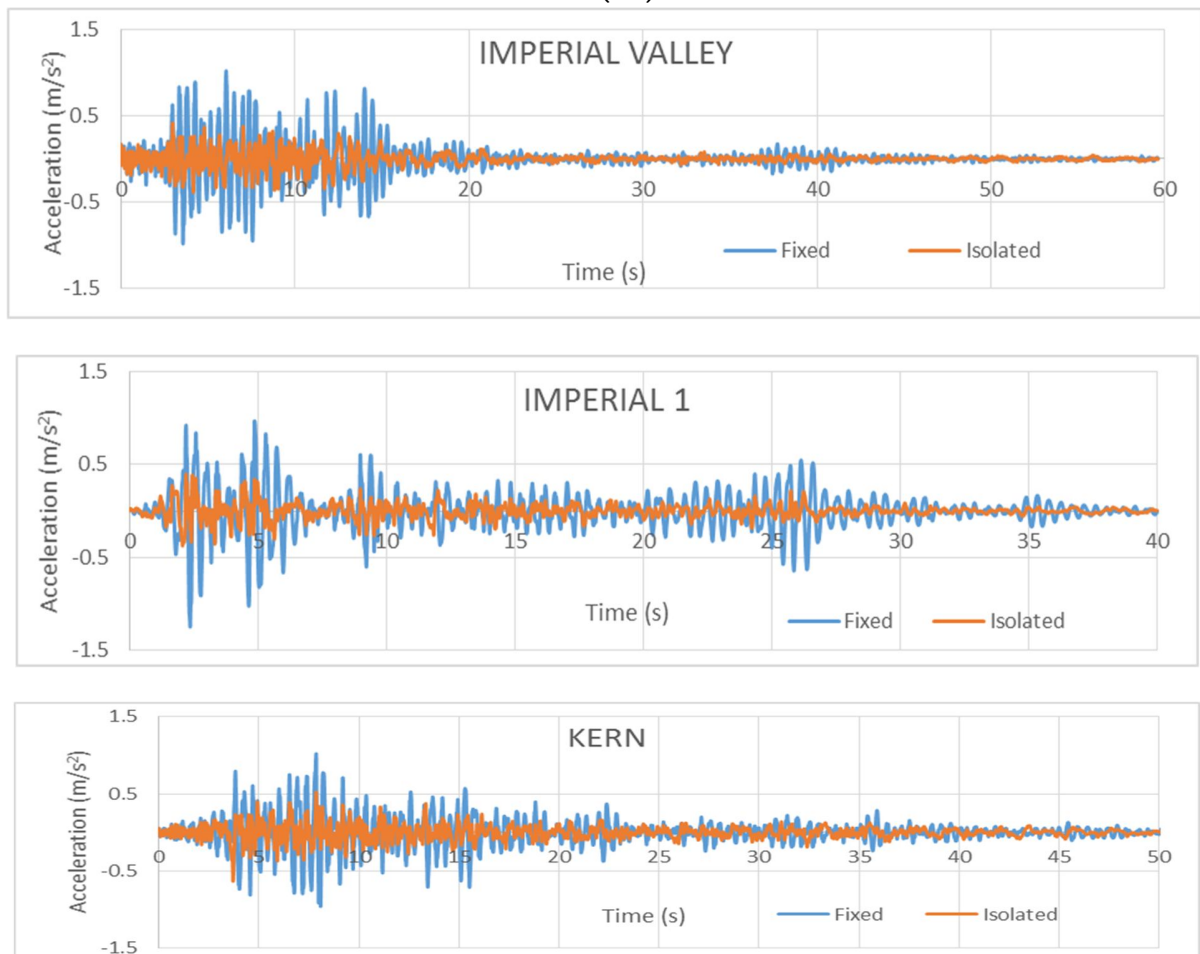 IMPERIAL VALLEY
Acceleration (m/s²)
1.5
0.5
-0.5
-1.5
0 10 20 30 40 50 60
Time (s)
Fixed Isolated
IMPERIAL 1
Acceleration (m/s²)
1.5
0.5
-0.5
-1.5
0 5 10 15 20 25 30 35 40
Time (s)
Fixed Isolated
KERN
Acceleration (m/s²)
1.5
0.5
-0.5
-1.5
0 5 10 15 20 25 30 35 40 45 50
Time (s)
Fixed Isolated